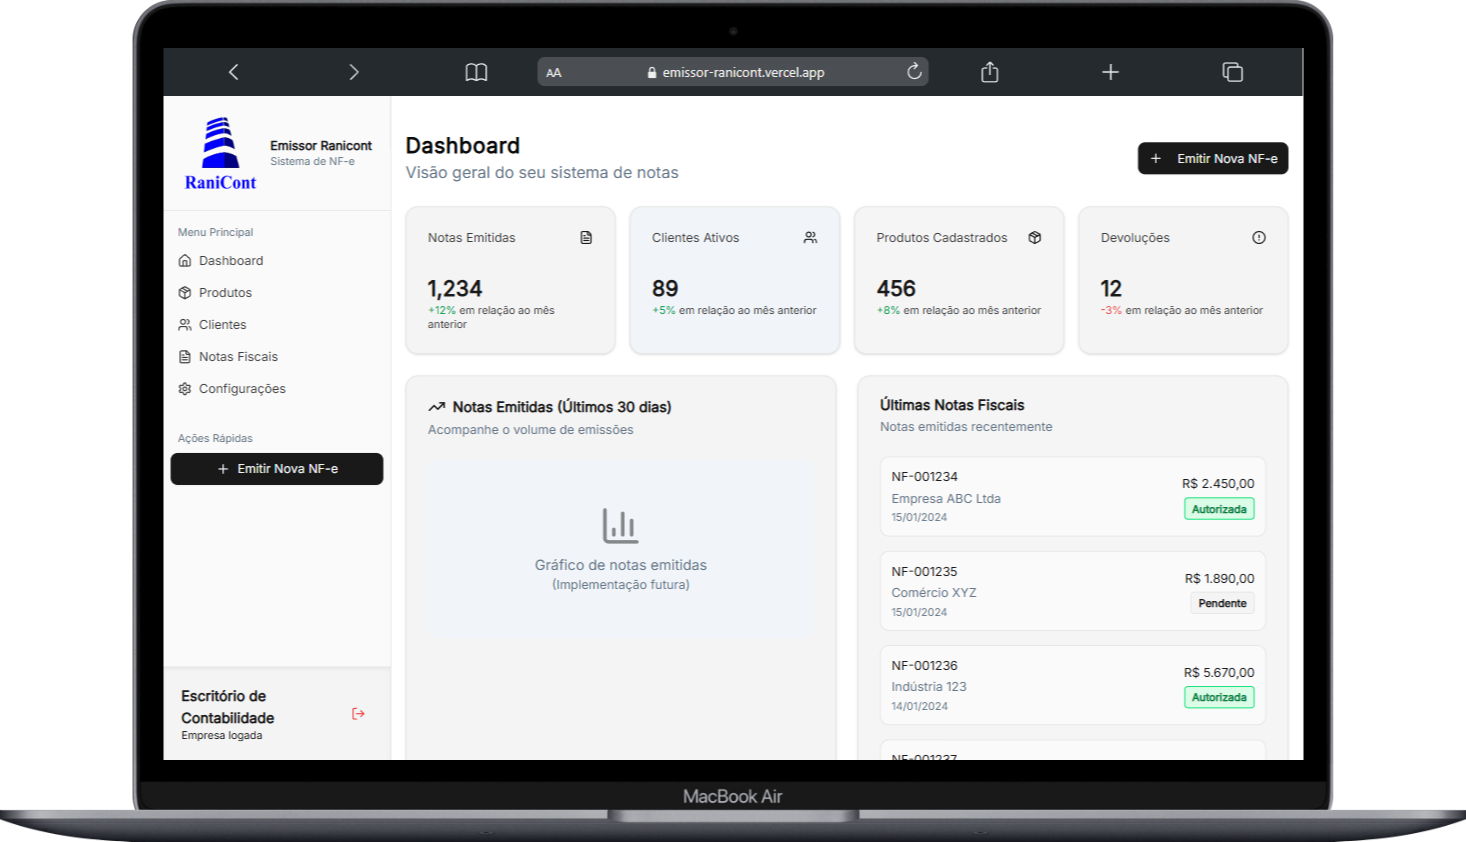 AA
emissor-ranicont.vercel.app
RaniCont
Emissor Ranicont
Sistema de NF-e
Menu Principal
Dashboard
Produtos
Clientes
Notas Fiscais
Configurações
Ações Rápidas
+ Emitir Nova NF-e
Escritório de
Contabilidade
Empresa logada
Dashboard
Visão geral do seu sistema de notas
+ Emitir Nova NF-e
Notas Emitidas
1,234
+12% em relação ao mês
anterior
Clientes Ativos
89
+5% em relação ao mês anterior
Produtos Cadastrados
456
+8% em relação ao mês anterior
Devoluções
12
-3% em relação ao mês anterior
Notas Emitidas (Últimos 30 dias)
Acompanhe o volume de emissões
Gráfico de notas emitidas
(Implementação futura)
Últimas Notas Fiscais
Notas emitidas recentemente
NF-001234
Empresa ABC Ltda
15/01/2024
R$ 2.450,00
Autorizada
NF-001235
Comércio XYZ
15/01/2024
R$ 1.890,00
Pendente
NF-001236
Indústria 123
14/01/2024
R$ 5.670,00
Autorizada
NF-001237
MacBook Air